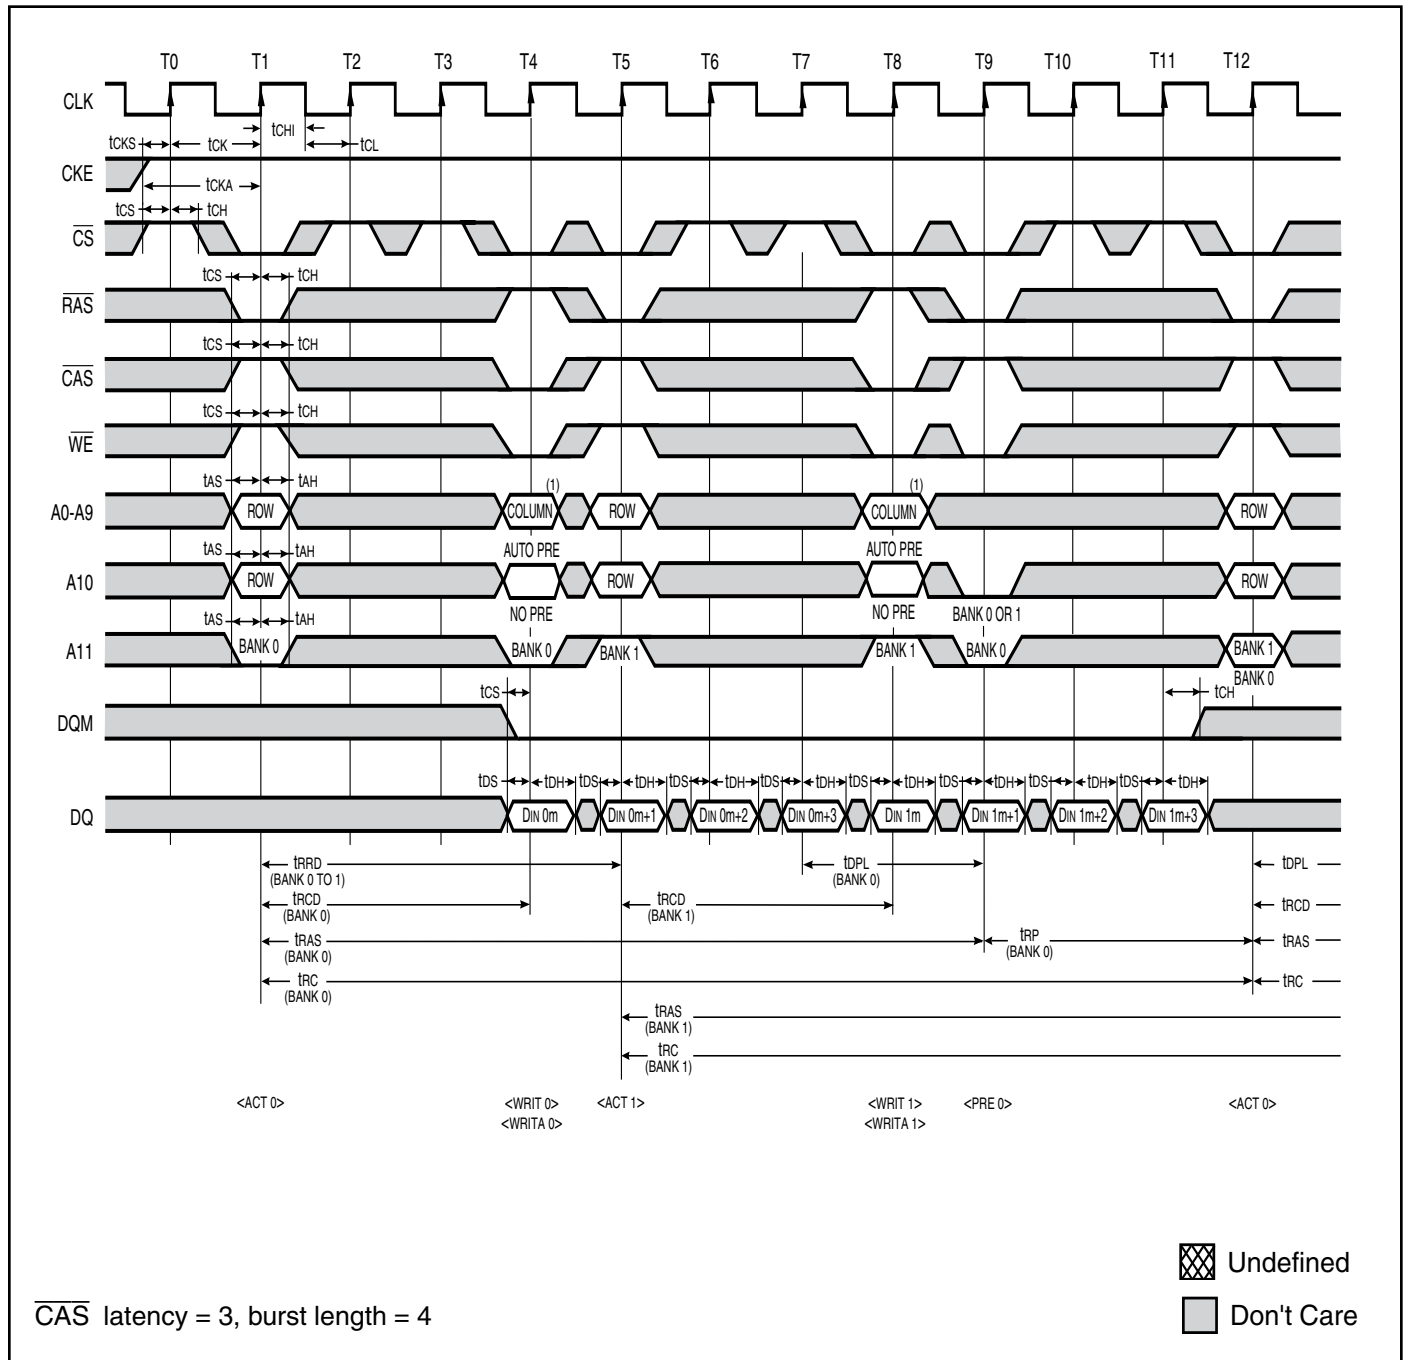 T0 T1 T2 T3 T4 T5 T6 T7 T8 T9 T10 T11 T12
CLK
tCHI
tCKS tCK tCL
CKE
tCKA
tCS tCH
CS
tCS tCH
RAS
tCS tCH
CAS
tCS tCH
WE
tAS tAH (1) (1)
A0-A9 ROW COLUMN ROW COLUMN ROW
tAS tAH AUTO PRE AUTO PRE
A10 ROW ROW ROW
NO PRE NO PRE BANK 0 OR 1
tAS tAH
A11 BANK 0 BANK 0 BANK 1 BANK 1 BANK 0 BANK 1
BANK 0
tCS tCH
DQM
tDS tDH tDS tDH tDS tDH tDS tDH tDS tDH tDS tDH tDS tDH tDS tDH
DQ DIN 0m DIN 0m+1 DIN 0m+2 DIN 0m+3 DIN 1m DIN 1m+1 DIN 1m+2 DIN 1m+3
tRRD tDPL tDPL
(BANK 0 TO 1) (BANK 0)
tRCD tRCD tRCD
(BANK 0) (BANK 1)
tRAS tRP tRAS
(BANK 0) (BANK 0)
tRC tRC
(BANK 0)
tRAS
(BANK 1)
tRC
(BANK 1)
<ACT 0> <WRIT 0> <ACT 1> <WRIT 1> <PRE 0> <ACT 0>
<WRITA 0> <WRITA 1>
Undefined
CAS latency = 3, burst length = 4 Don't Care